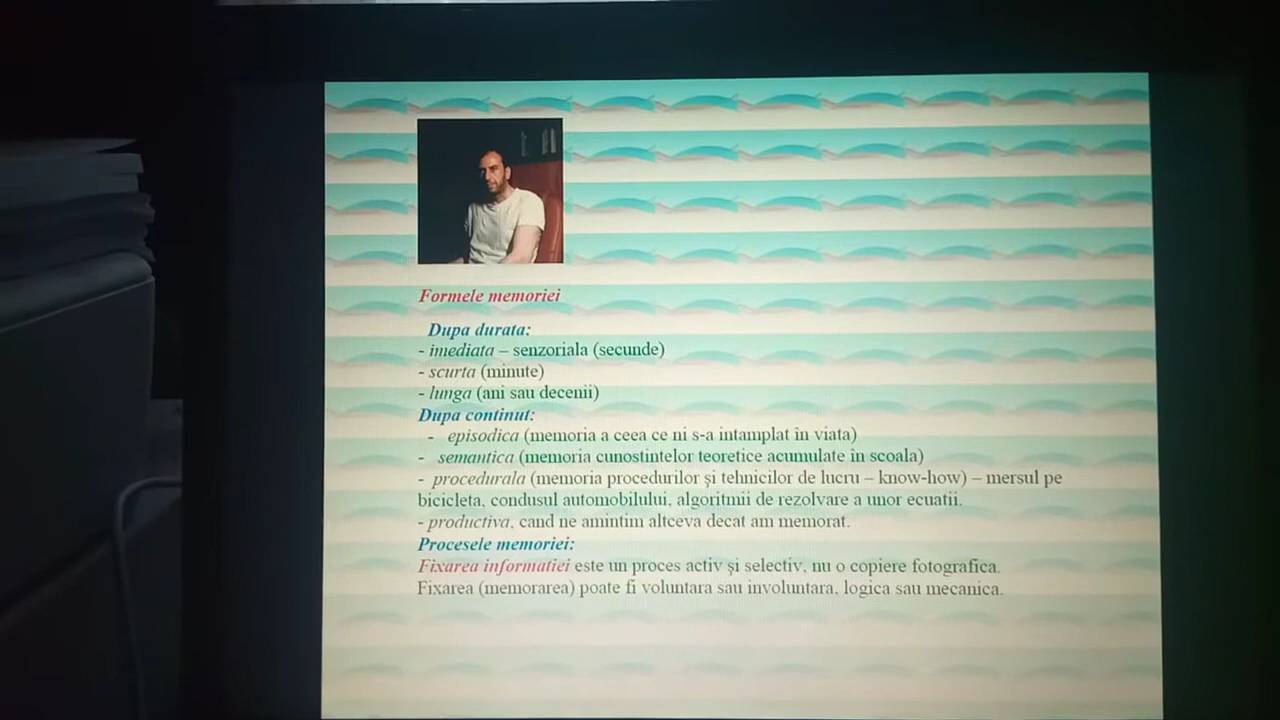 Formele memoriei
Dupa durata:
- imediata – senzoriala (secunde)
- scurta (minute)
- lunga (ani sau decenii)
Dupa continut:
- episodica (memoria a ceea ce ni s-a intamplat în viata)
- semantica (memoria cunostintelor teoretice acumulate în scoala)
- procedurala (memoria procedurilor şi tehnicilor de lucru – know-how) – mersul pe
bicicleta, condusul automobilului, algoritmii de rezolvare a unor ecuatii.
- productiva, cand ne amintim altceva decat am memorat.
Procesele memoriei:
Fixarea informatiei este un proces activ şi selectiv, nu o copiere fotografica.
Fixarea (memorarea) poate fi voluntara sau involuntara, logica sau mecanica.